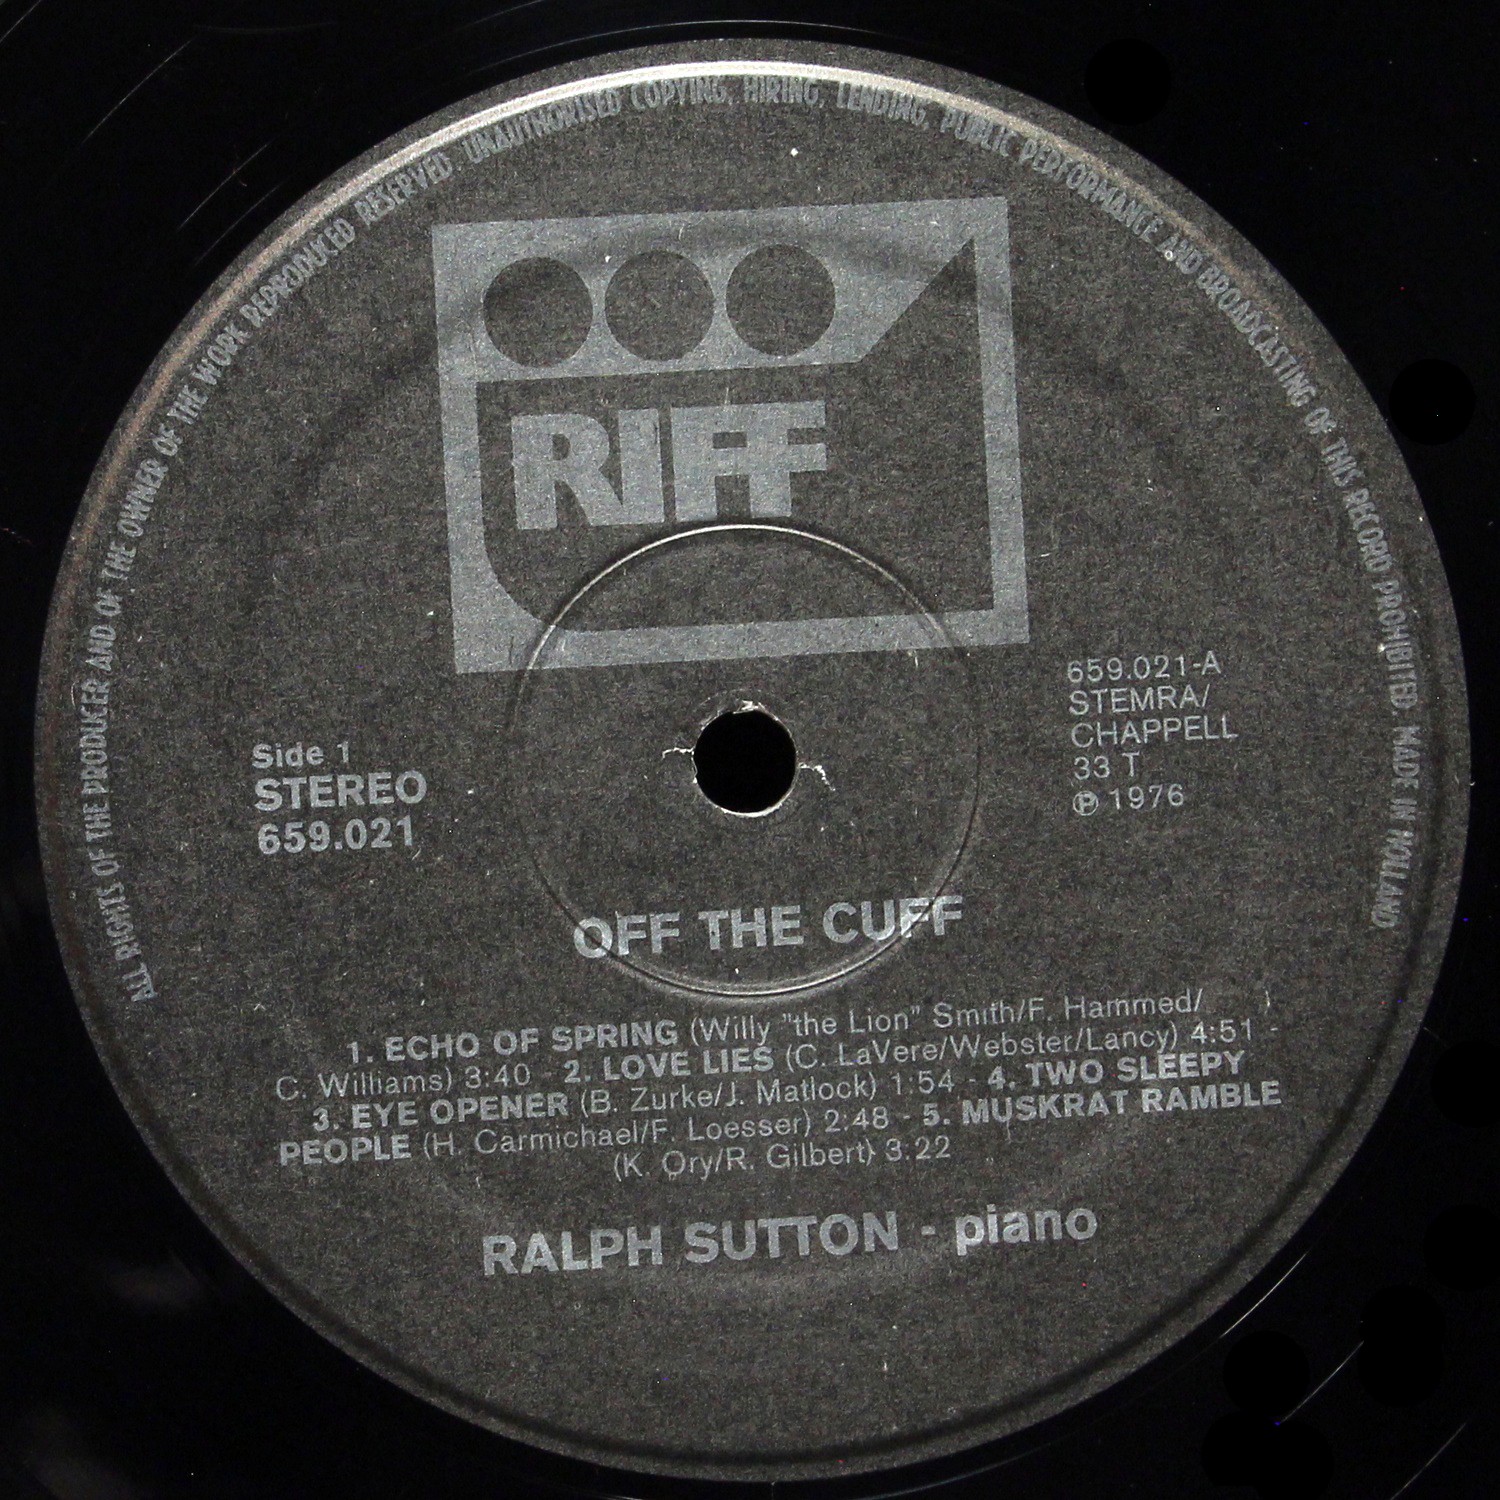 ALL RIGHTS OF THE PRODUCER AND OF THE OWNER OF THE WORK REPRODUCED RESERVED. UNAUTHORISED COPYING, HIRING, LENDING, PUBLIC PERFORMANCE AND BROADCASTING OF THIS RECORD PROHIBITED. MADE IN HOLLAND
RIFF
659.021-A
STEMRA/
CHAPPELL
33 T
℗ 1976
Side 1
STEREO
659.021
OFF THE CUFF
1. ECHO OF SPRING (Willy "the Lion" Smith/F. Hammed/
C. Williams) 3:40 - 2. LOVE LIES (C. LaVere/Webster/Lancy) 4:51 -
3. EYE OPENER (B. Zurke/J. Matlock) 1:54 - 4. TWO SLEEPY
PEOPLE (H. Carmichael/F. Loesser) 2:48 - 5. MUSKRAT RAMBLE
(K. Ory/R. Gilbert) 3:22
RALPH SUTTON - piano